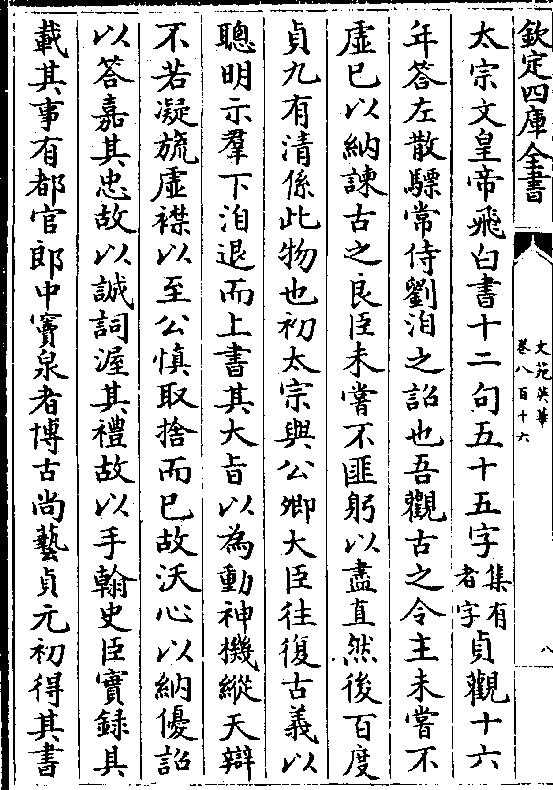 欽定四庫全書
文苑英華
卷八百十六
八
太宗文皇帝飛白書十二句五十五字集有者字貞觀十六
年答左散騾常侍劉洎之詔也吾觀古之令主未嘗不
虛已以納諫古之良臣未嘗不匪躬以盡直然後百度
貞九有清係此物也初太宗與公卿大臣往復古義以
聰明示羣下洎退而上書其大旨以為動神機縱天辯
不若凝旒虛襟以至公慎取捨而已故沃心以納優詔
以答嘉其忠故以誠詞渥其禮故以手翰史臣實錄具
載其事有都官郎中竇泉者博古尚藝貞元初得其書